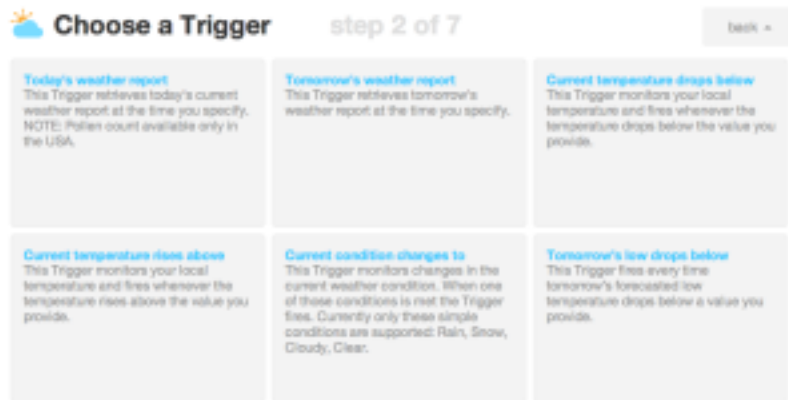 Choose a Trigger
step 2 of 7
back
Today's weather report
This Trigger retrieves today's current
weather report at the time you specify.
NOTE: Pollen count available only in
the USA.
Tomorrow's weather report
This Trigger retrieves tomorrow's
weather report at the time you specify.
Current temperature drops below
This Trigger monitors your local
temperature and fires whenever the
temperature drops below the value you
provide.
Current temperature rises above
This Trigger monitors your local
temperature and fires whenever the
temperature rises above the value you
provide.
Current condition changes to
This Trigger monitors changes in the
current weather condition. When one
of these conditions is met the Trigger
fires. Currently only these simple
conditions are supported: Rain, Snow,
Cloudy, Clear.
Tomorrow's low drops below
This Trigger fires every time
tomorrow's forecasted low
temperature drops below a value you
provide.